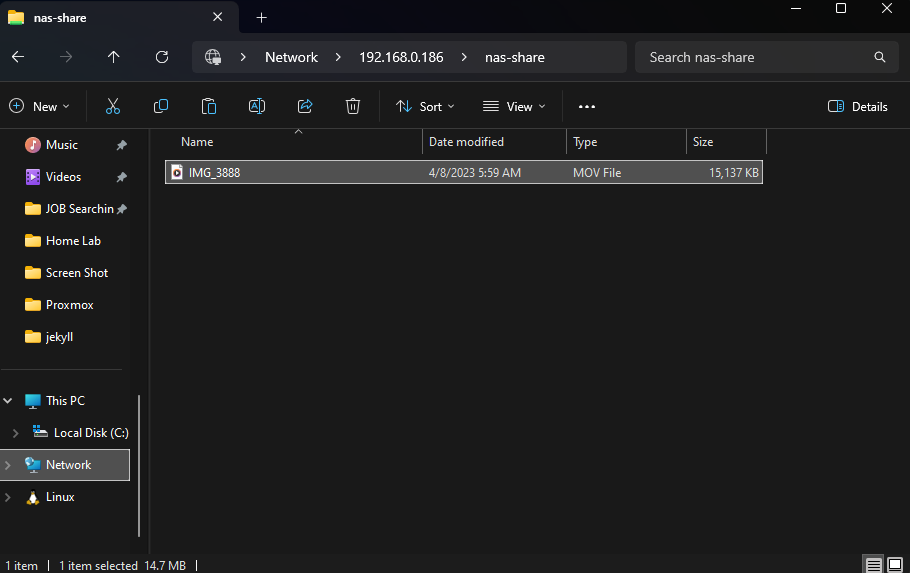 nas-share
Network 192.168.0.186 nas-share
Search nas-share
New
Sort
View
Details
Name Date modified Type Size
IMG_3888 4/8/2023 5:59 AM MOV File 15,137 KB
Music
Videos
JOB Searchin
Home Lab
Screen Shot
Proxmox
jekyll
This PC
Local Disk (C:)
Network
Linux
1 item 1 item selected 14.7 MB